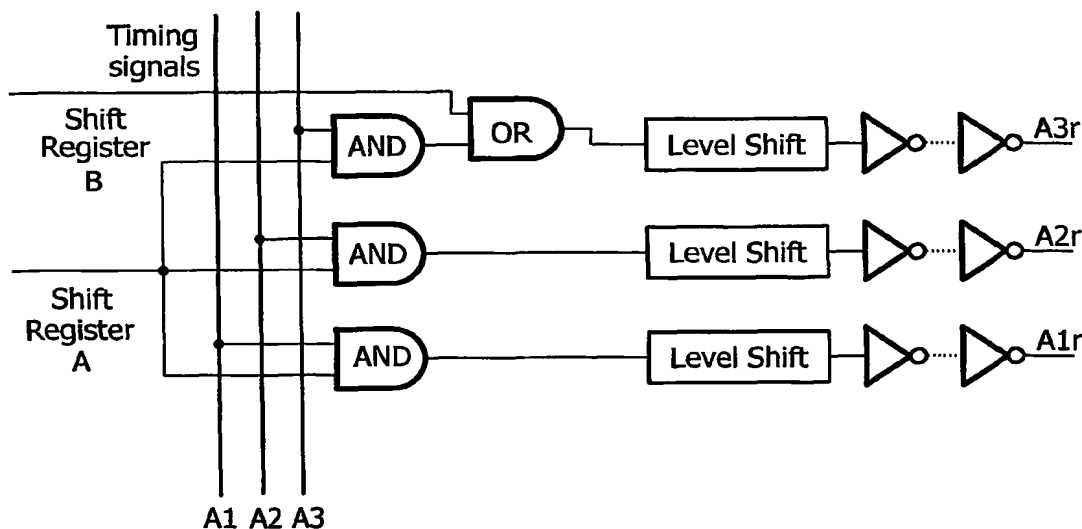 Timing
signals
Shift
Register
B
AND
OR
Level Shift
A3r
AND
Level Shift
A2r
Shift
Register
A
AND
Level Shift
A1r
A1 A2 A3